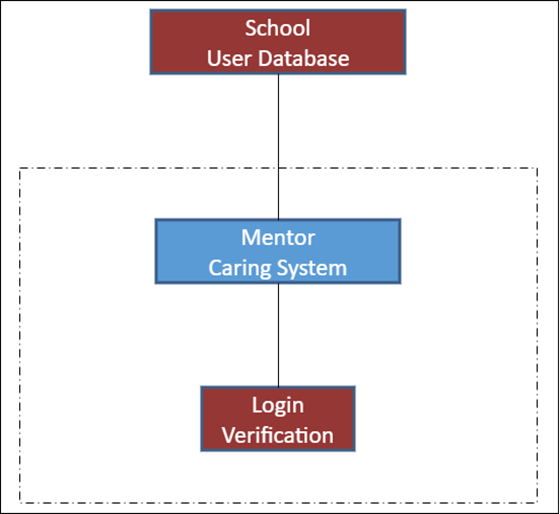 School
User Database
Mentor
Caring System
Login
Verification